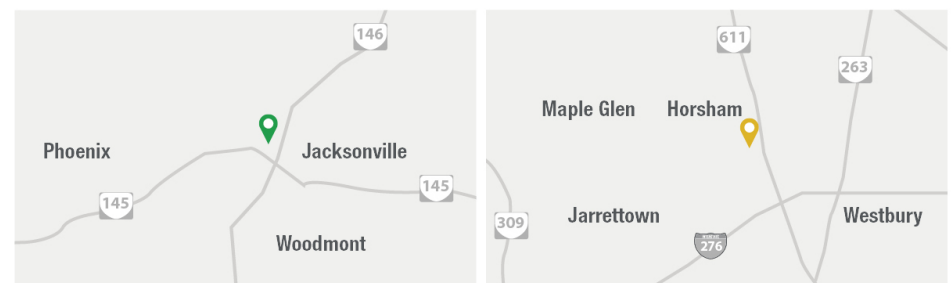 146
Phoenix
Jacksonville
145
145
Woodmont
611
263
Maple Glen
Horsham
Jarrettown
Westbury
309
276